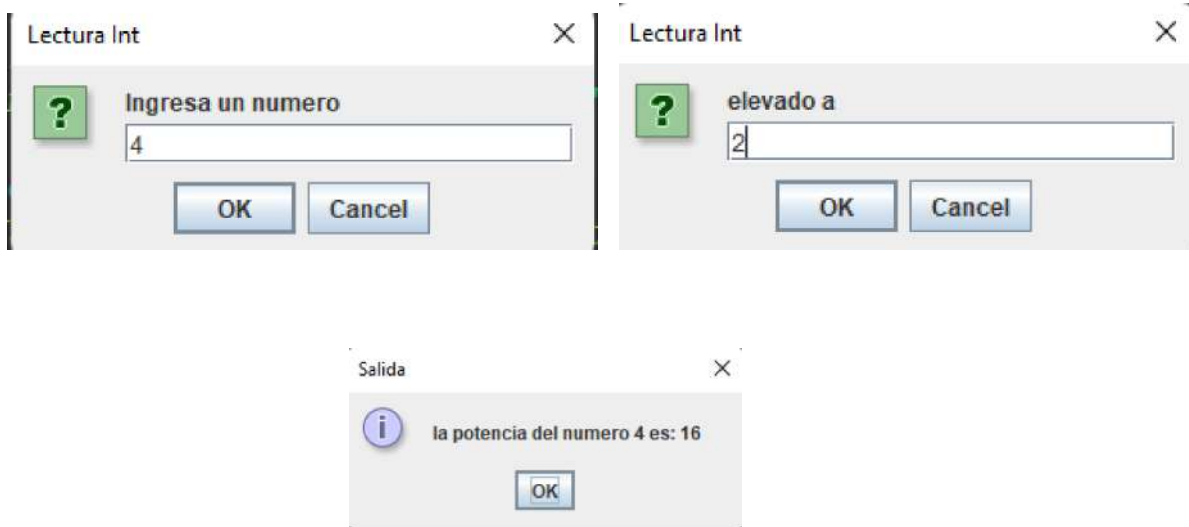 Lectura Int
Ingresa un numero
4
OK
Cancel
Lectura Int
elevado a
2
OK
Cancel
Salida
la potencia del numero 4 es: 16
OK